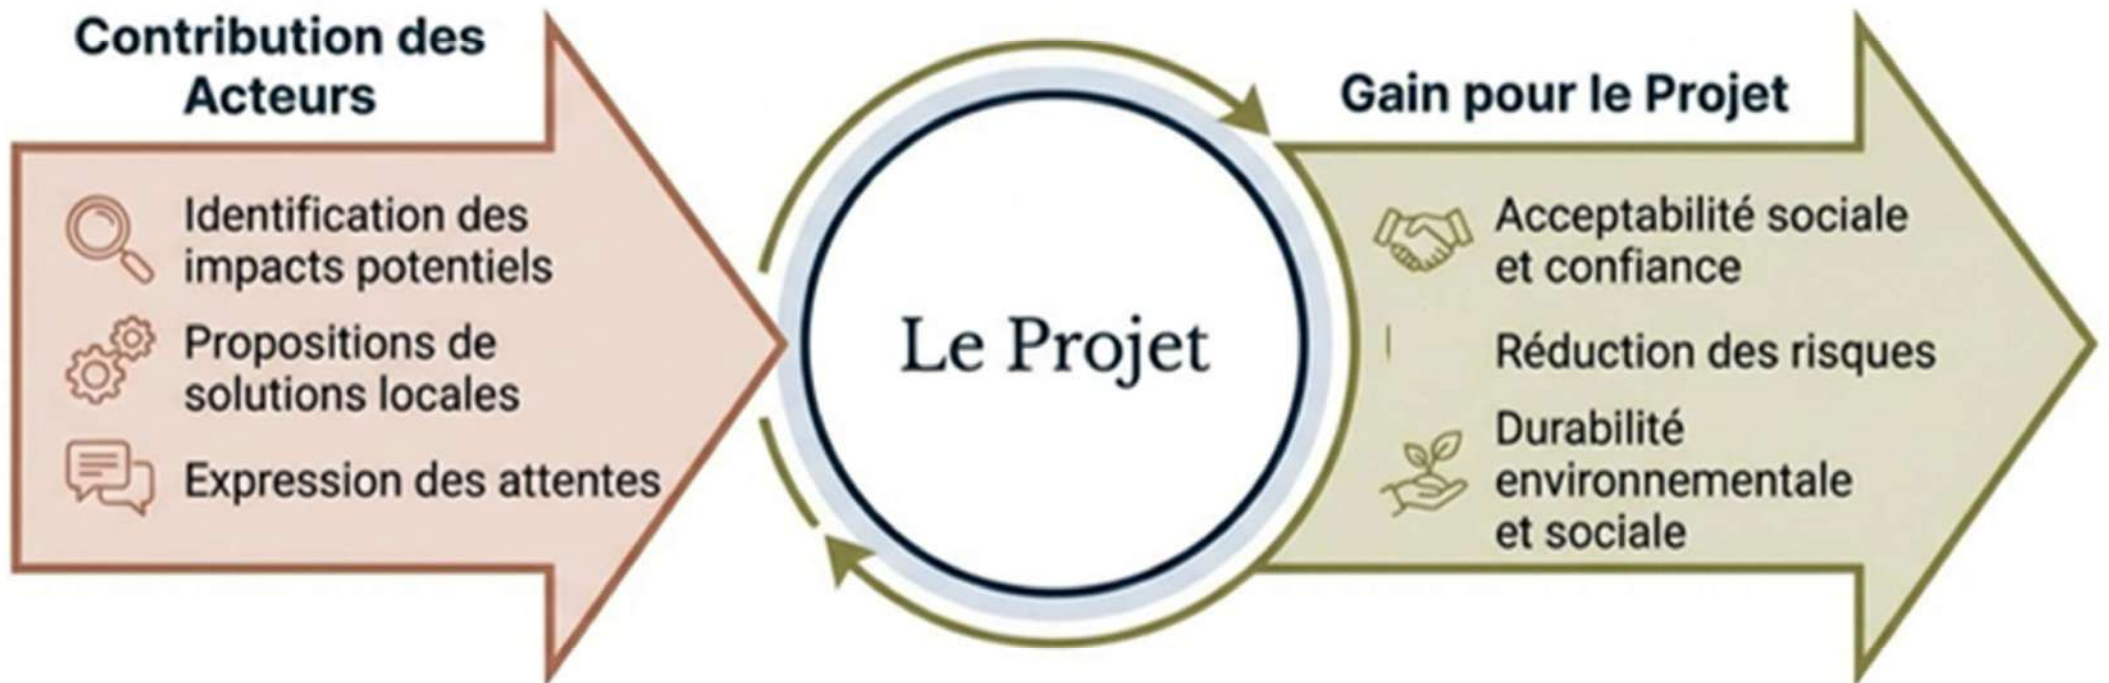 Contribution des
Acteurs
Identification des
impacts potentiels
Propositions de
solutions locales
Expression des attentes
Le Projet
Gain pour le Projet
Acceptabilité sociale
et confiance
Réduction des risques
Durabilité
environnementale
et sociale